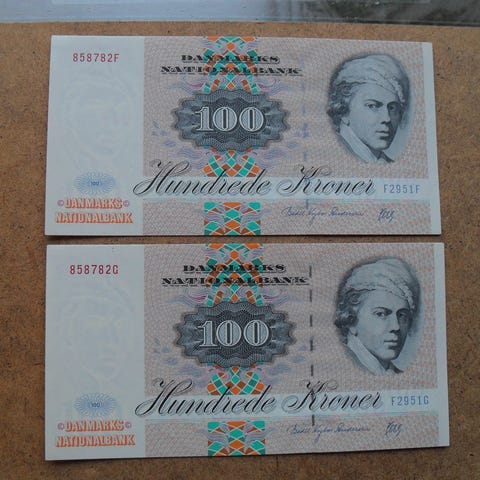 858782F
DANMARKS
NATIONALBANK
100
Hundrede Kroner
F2951F
©DANMARKS©
NATIONALBANK
858782G
DANMARKS
NATIONALBANK
100
Hundrede Kroner
F2951G
©DANMARKS©
NATIONALBANK